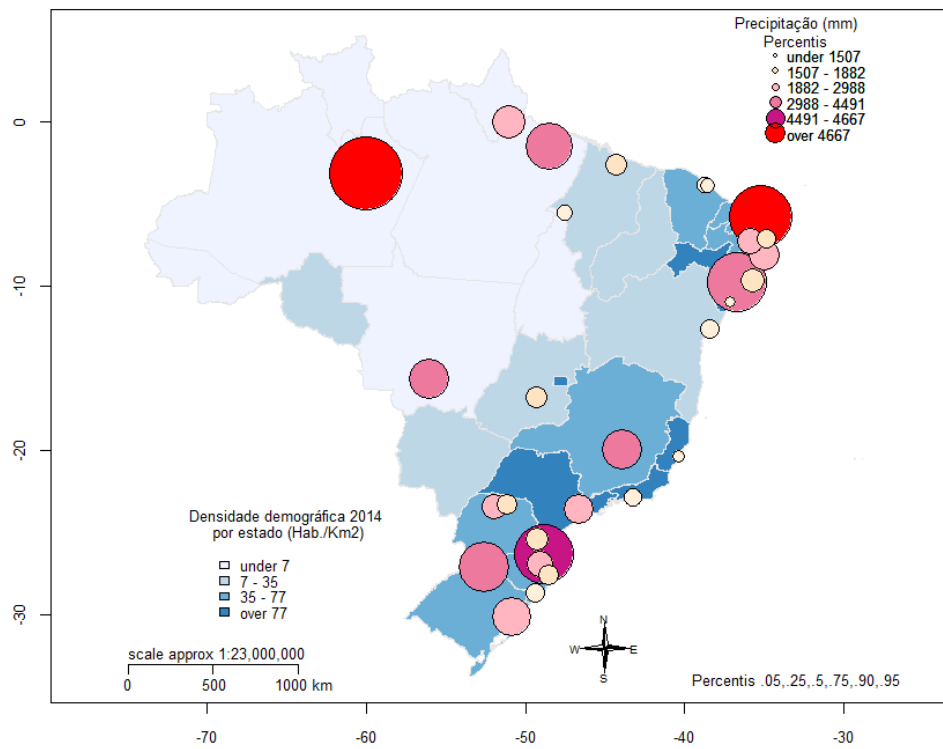 Precipitação (mm)
Percentis
under 1507
1507 - 1882
1882 - 2988
2988 - 4491
4491 - 4667
over 4667
0
-10
-20
-30
Densidade demográfica 2014
por estado (Hab./Km2)
under 7
7 - 35
35 - 77
over 77
scale approx 1:23,000,000
0 500 1000 km
N
W E
S
Percentis .05,.25,.5,.75,.90,.95
-70 -60 -50 -40 -30